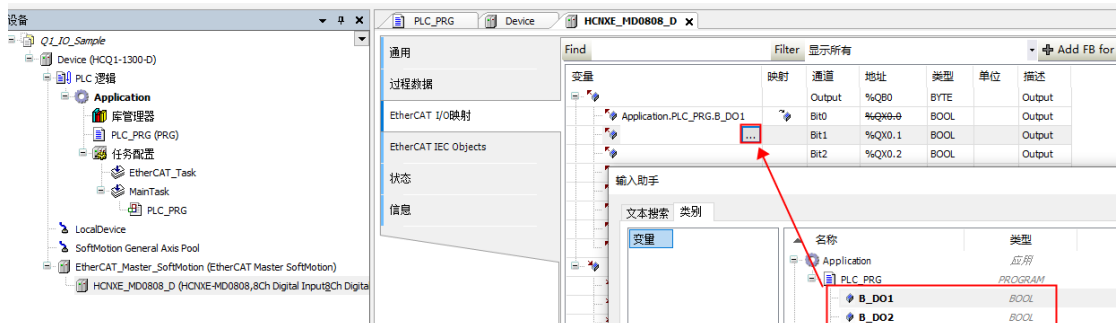 设备
Q1_IO_Sample
Device (HCQ1-1300-D)
PLC 逻辑
Application
库管理器
PLC_PRG (PRG)
任务配置
EtherCAT_Task
MainTask
PLC_PRG
LocalDevice
SoftMotion General Axis Pool
EtherCAT_Master_SoftMotion (EtherCAT Master SoftMotion)
HCNXE_MD0808_D (HCNXE-MD0808,8Ch Digital Input8Ch Digita
PLC_PRG Device HCNXE_MD0808_D
通用
过程数据
EtherCAT I/O映射
EtherCAT IEC Objects
状态
信息
Find Filter 显示所有 Add FB for
变量 映射 通道 地址 类型 单位 描述
Output %QB0 BYTE Output
Application.PLC_PRG.B_DO1 Bit0 %QX0.0 BOOL Output
... Bit1 %QX0.1 BOOL Output
Bit2 %QX0.2 BOOL Output
输入助手
文本搜索 类别
变量
名称 类型
Application 应用
PLC_PRG PROGRAM
B_DO1 BOOL
B_DO2 BOOL